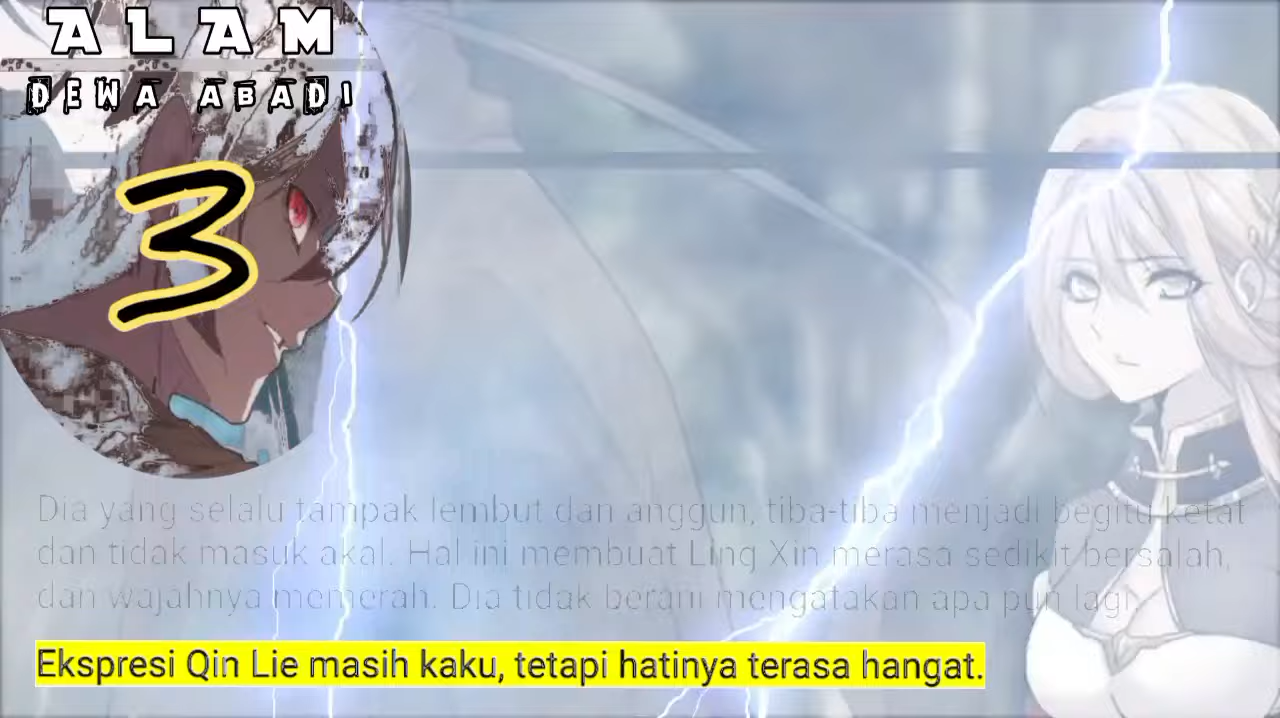 ALAM
DEWA ABADI
3
Dia yang selalu tampak lembut dan anggun, tiba-tiba menjadi begitu ketat
dan tidak masuk akal. Hal ini membuat Ling Xin merasa sedikit bersalah,
dan wajahnya memerah. Dia tidak berani mengatakan apa pun lagi.
Ekspresi Qin Lie masih kaku, tetapi hatinya terasa hangat.